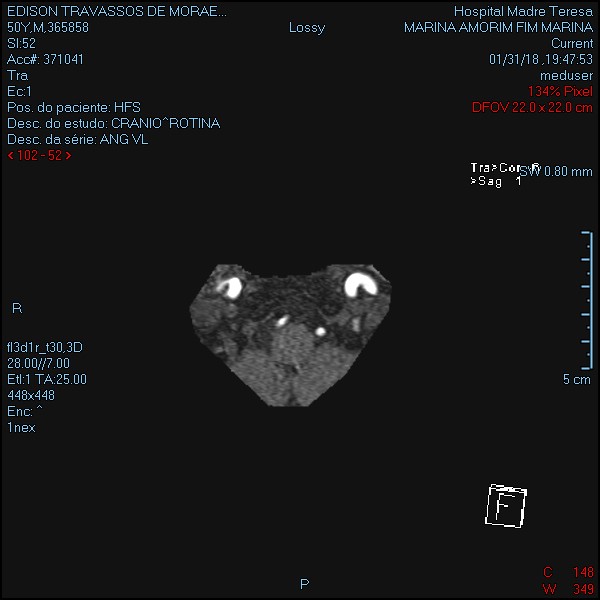 EDISON TRAVASSOS DE MORAE...
50Y,M,365858
SI:52
Acc#: 371041
Tra
Ec:1
Pos. do paciente: HFS
Desc. do estudo: CRANIO^ROTINA
Desc. da série: ANG VL
< 102 - 52 >
Lossy
Hospital Madre Teresa
MARINA AMORIM FIM MARINA
Current
01/31/18 ,19:47:53
meduser
134% Pixel
DFOV 22.0 x 22.0 cm
Tra>Cor
>Sag 1
SW 0.80 mm
R
fl3d1r_t30,3D
28.00//7.00
Etl:1 TA:25.00
448x448
Enc: ^
1nex
5 cm
F
P
C 148
W 349